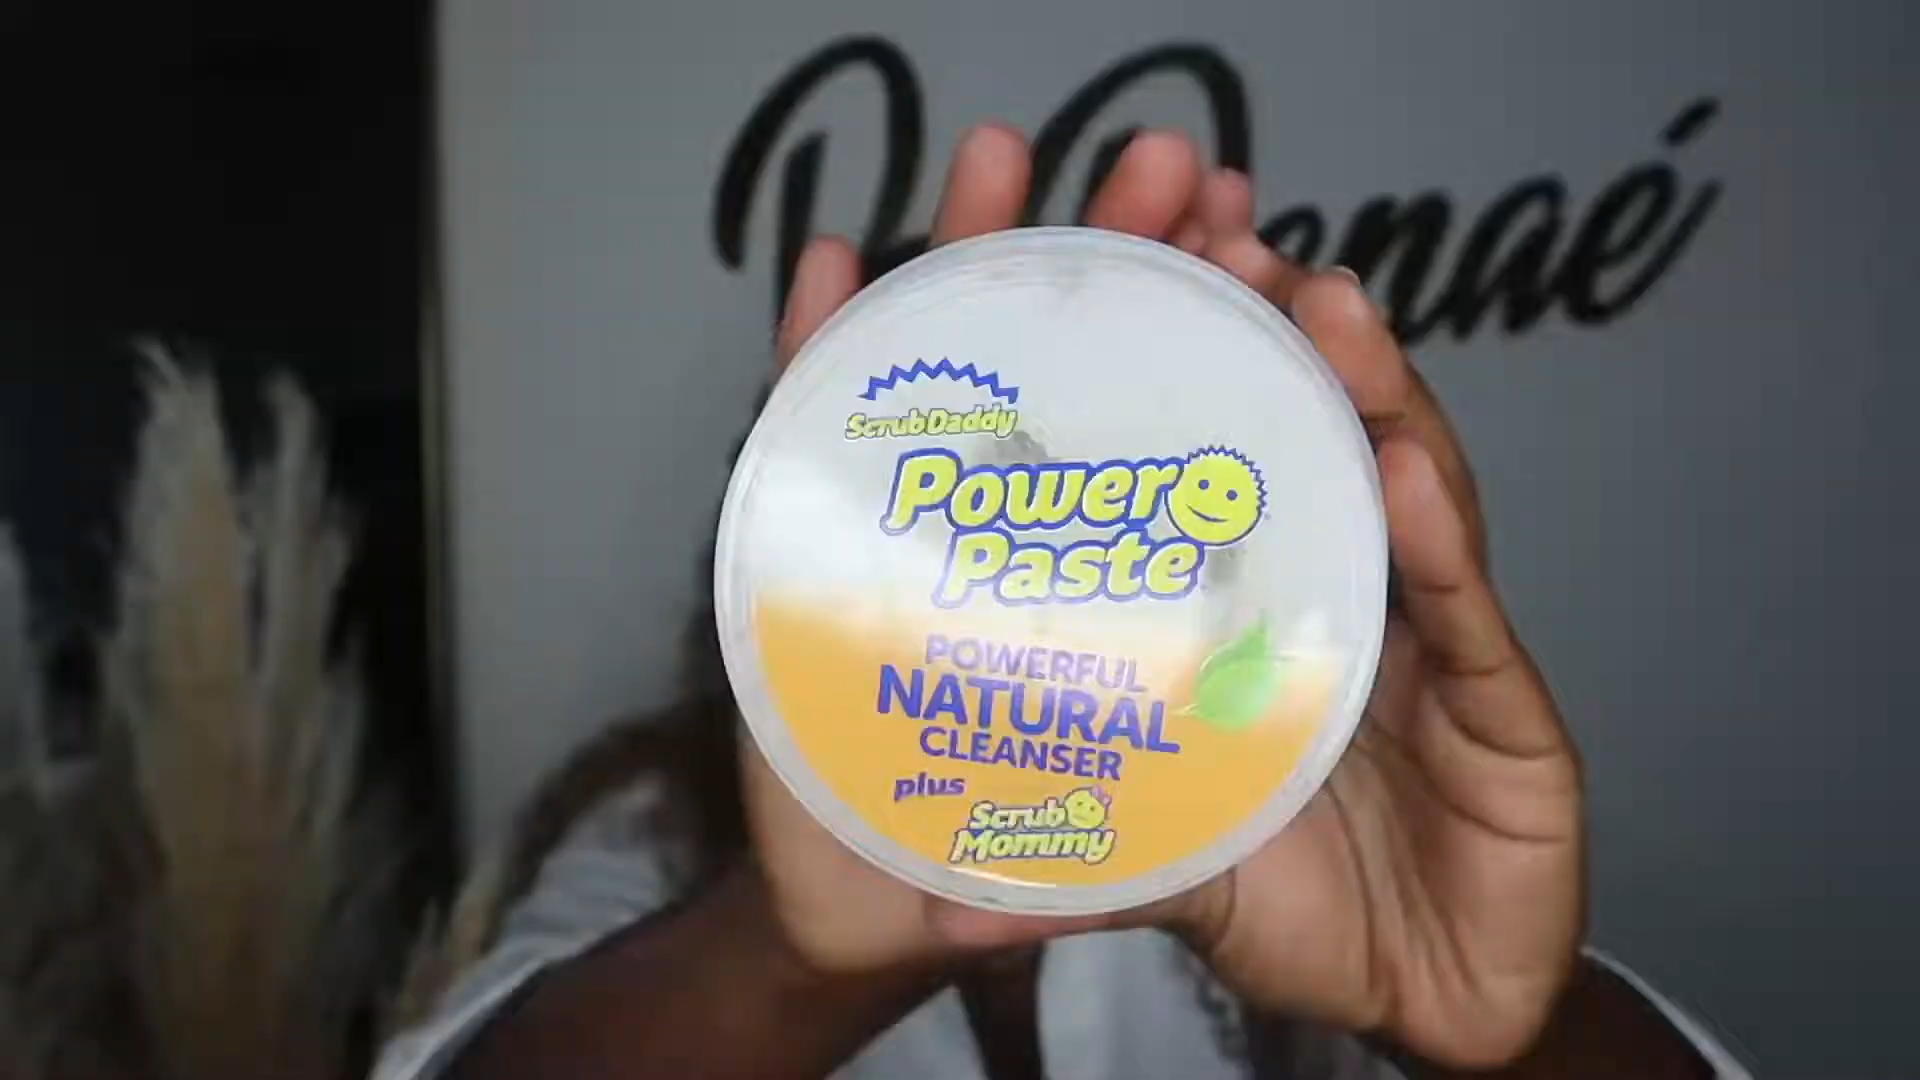 ScrubDaddy
Power
Paste
POWERFUL
NATURAL
CLEANSER
plus
Scrub
Mommy